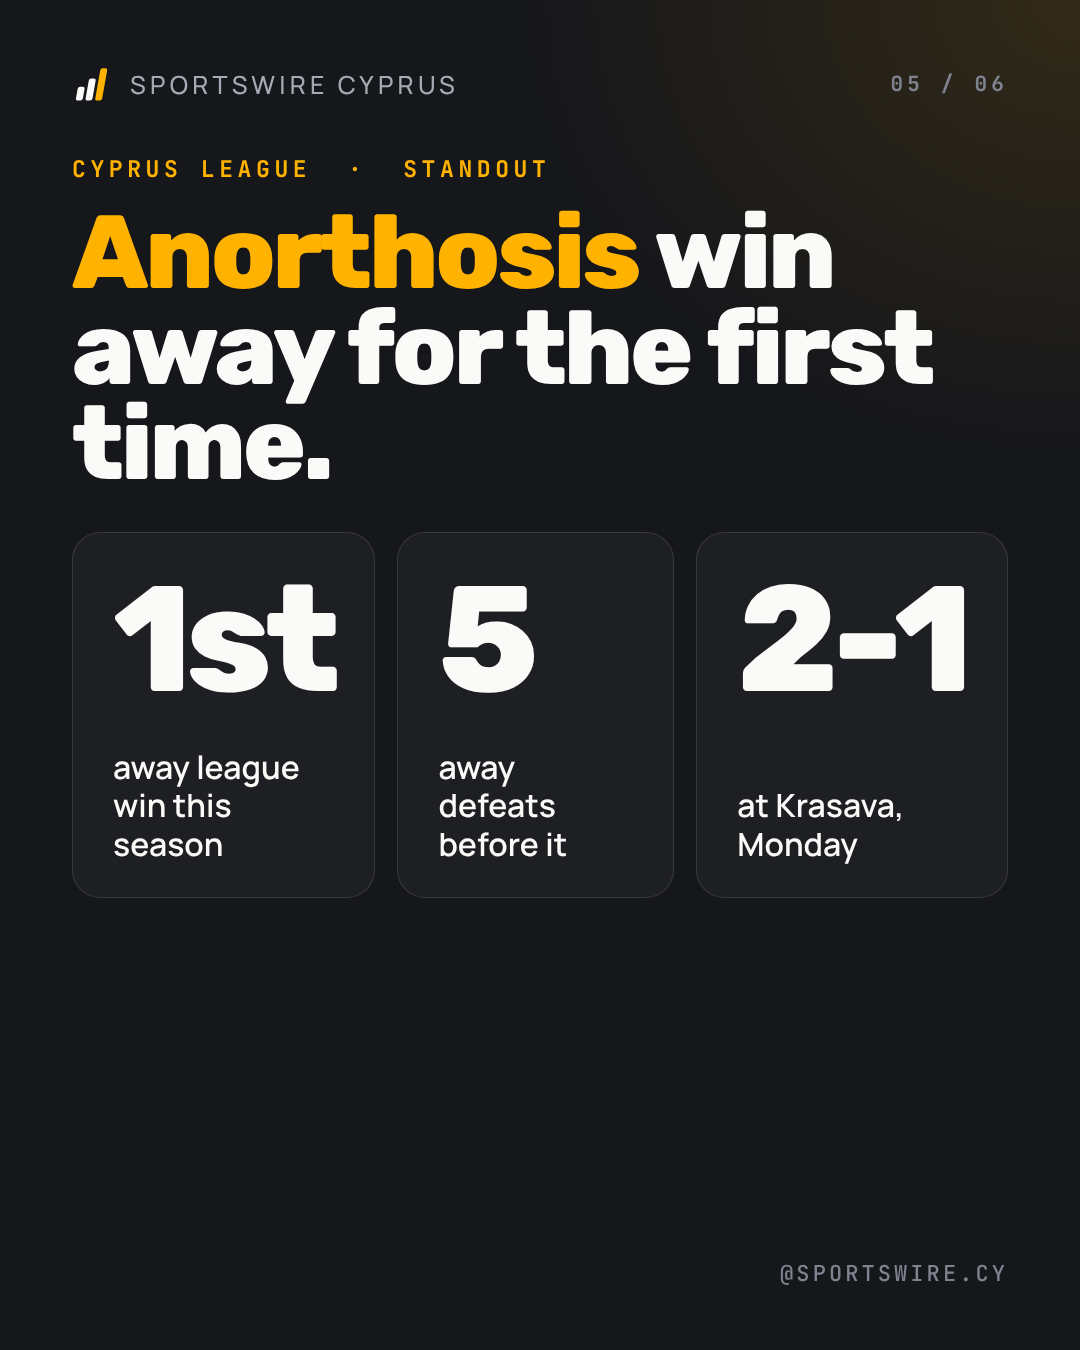 SPORTSWIRE CYPRUS
05 / 06
CYPRUS LEAGUE · STANDOUT
Anorthosis win
away for the first
time.
1st
away league
win this
season
5
away
defeats
before it
2-1
at Krasava,
Monday
@SPORTSWIRE.CY